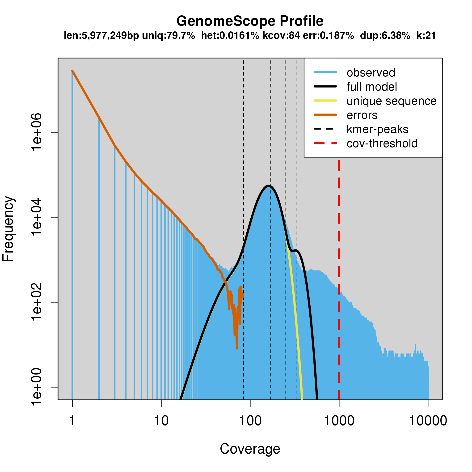 GenomeScope Profile
len:5,977,249bp uniq:79.7% het:0.0161% kcov:84 err:0.187% dup:6.38% k:21
observed
full model
unique sequence
errors
kmer-peaks
cov-threshold
Frequency
1e+06
1e+04
1e+02
1e+00
1 10 100 1000 10000
Coverage